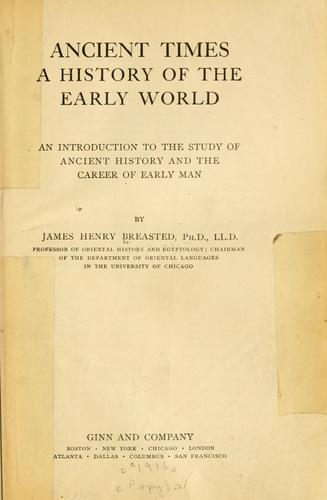 ANCIENT TIMES
A HISTORY OF THE
EARLY WORLD
AN INTRODUCTION TO THE STUDY OF
ANCIENT HISTORY AND THE
CAREER OF EARLY MAN
BY
JAMES HENRY BREASTED, PH.D., LL.D.
PROFESSOR OF ORIENTAL HISTORY AND EGYPTOLOGY; CHAIRMAN
OF THE DEPARTMENT OF ORIENTAL LANGUAGES
IN THE UNIVERSITY OF CHICAGO
GINN AND COMPANY
BOSTON · NEW YORK · CHICAGO · LONDON
ATLANTA · DALLAS · COLUMBUS · SAN FRANCISCO
c1916
Copy 2